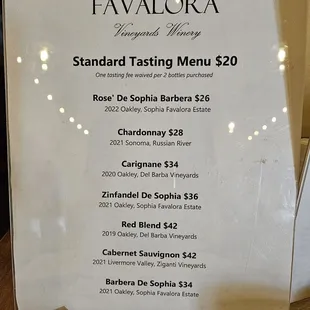 FAVALORA
Vineyards Winery
Standard Tasting Menu $20
One tasting fee waived per 2 bottles purchased
Rose' De Sophia Barbera $26
2022 Oakley, Sophia Favalora Estate
Chardonnay $28
2021 Sonoma, Russian River
Carignane $34
2020 Oakley, Del Barba Vineyards
Zinfandel De Sophia $36
2021 Oakley, Sophia Favalora Estate
Red Blend $42
2019 Oakley, Del Barba Vineyards
Cabernet Sauvignon $42
2021 Livermore Valley, Ziganti Vineyards
Barbera De Sophia $34
2021 Oakley, Sophia Favalora Estate